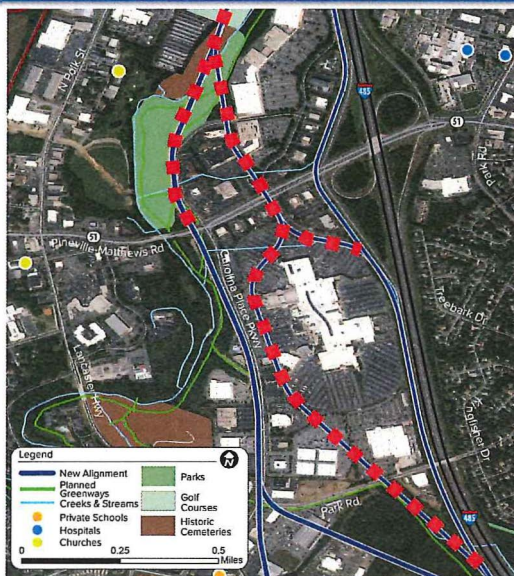 N Polk St
485
51
Park Rd
51
Pineville-Matthews Rd
Carolina Place Pkwy
Treebark Dr
Lancaster Hwy
Park Rd
485
Legend
New Alignment
Planned
Greenways
Creeks & Streams
Private Schools
Hospitals
Churches
Parks
Golf
Courses
Historic
Cemeteries
N
0 0.25 0.5
Miles